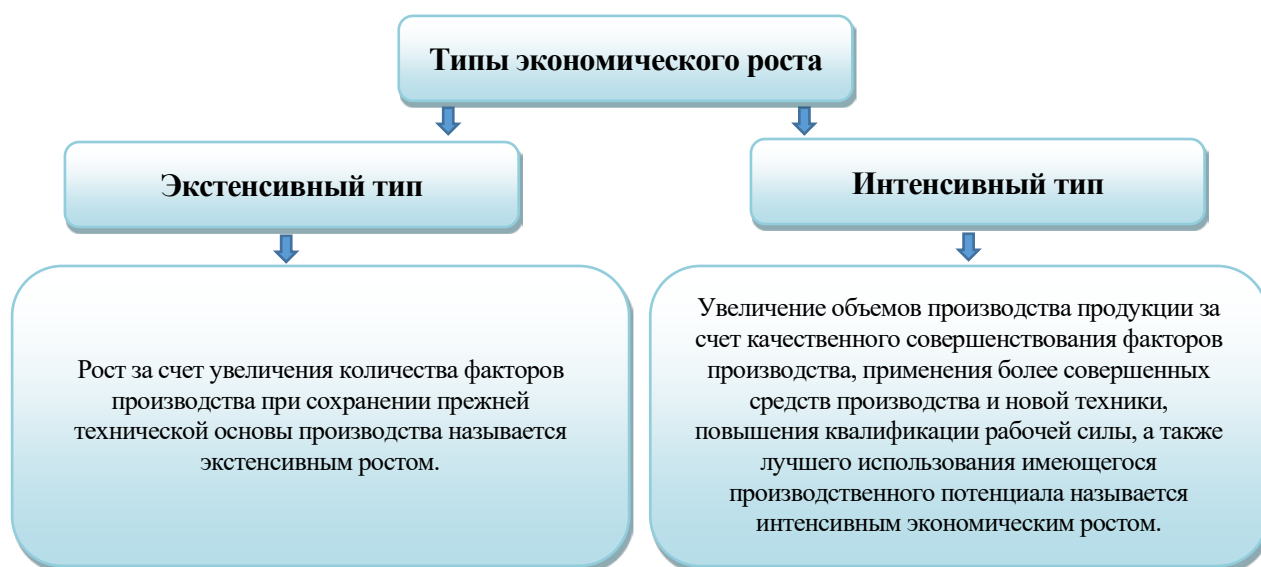 Типы экономического роста
Экстенсивный тип
Интенсивный тип
Рост за счет увеличения количества факторов
производства при сохранении прежней
технической основы производства называется
экстенсивным ростом.
Увеличение объемов производства продукции за
счет качественного совершенствования факторов
производства, применения более совершенных
средств производства и новой техники,
повышения квалификации рабочей силы, а также
лучшего использования имеющегося
производственного потенциала называется
интенсивным экономическим ростом.